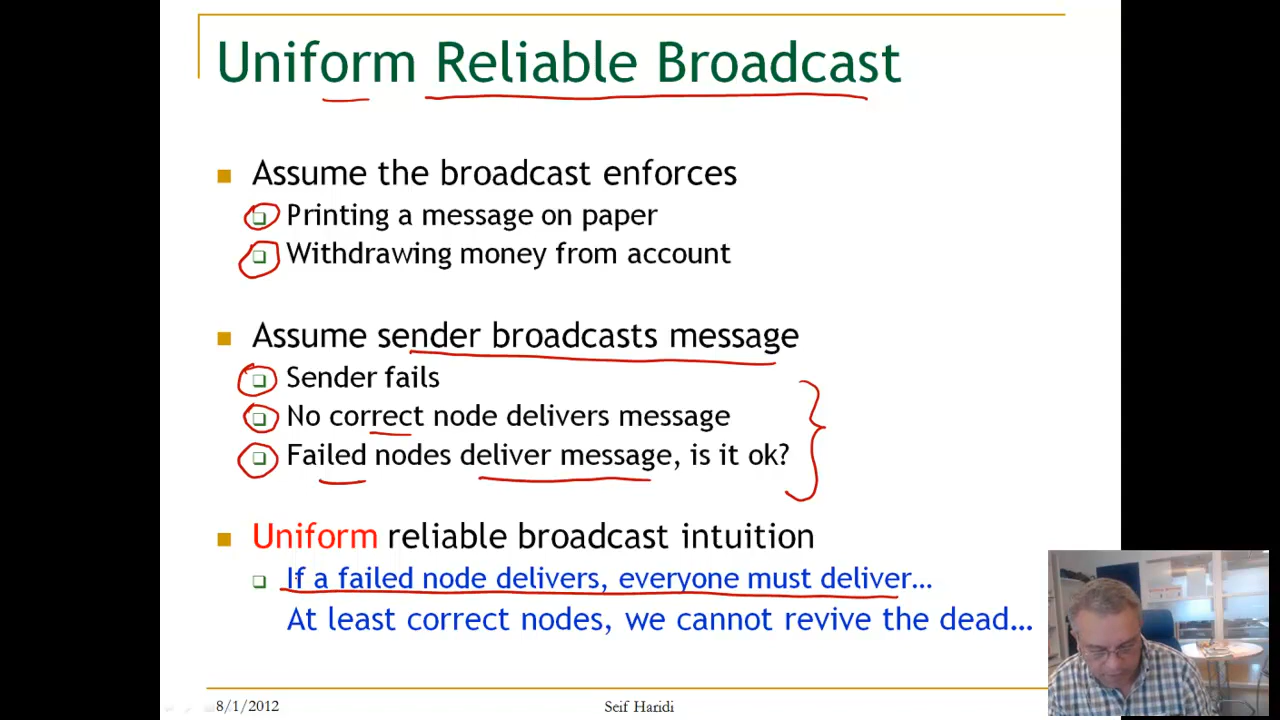 Uniform Reliable Broadcast
Assume the broadcast enforces
Printing a message on paper
Withdrawing money from account
Assume sender broadcasts message
Sender fails
No correct node delivers message
Failed nodes deliver message, is it ok?
Uniform reliable broadcast intuition
If a failed node delivers, everyone must deliver…
At least correct nodes, we cannot revive the dead…
8/1/2012
Seif Haridi